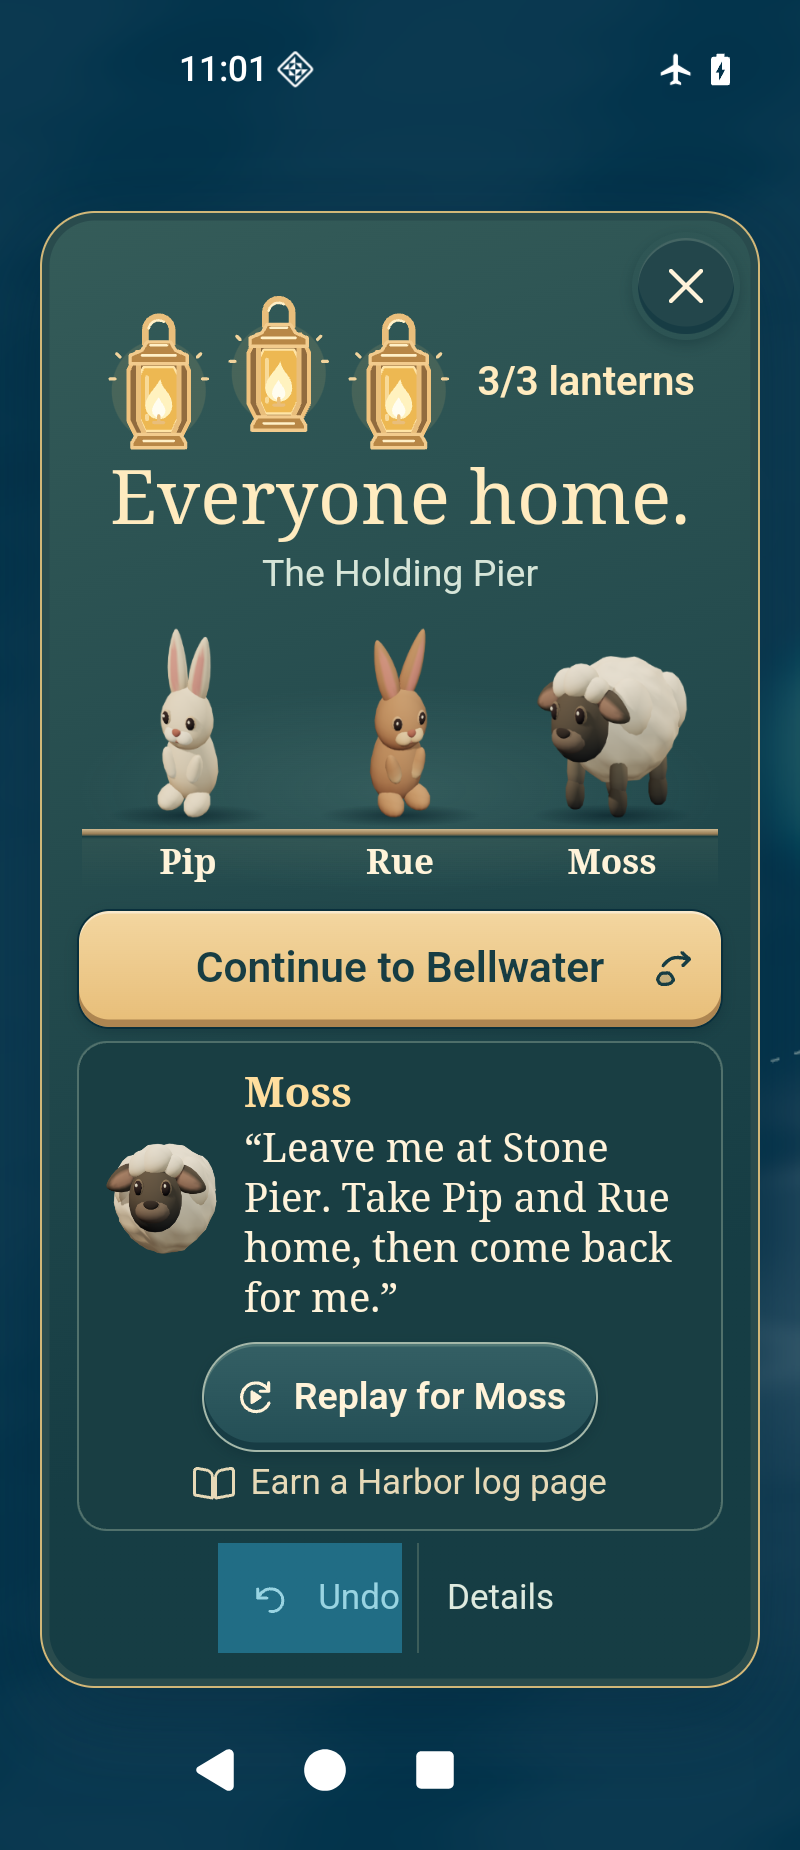 11:01
3/3 lanterns
Everyone home.
The Holding Pier
Pip
Rue
Moss
Continue to Bellwater
Moss
“Leave me at Stone
Pier. Take Pip and Rue
home, then come back
for me.”
Replay for Moss
Earn a Harbor log page
Undo
Details